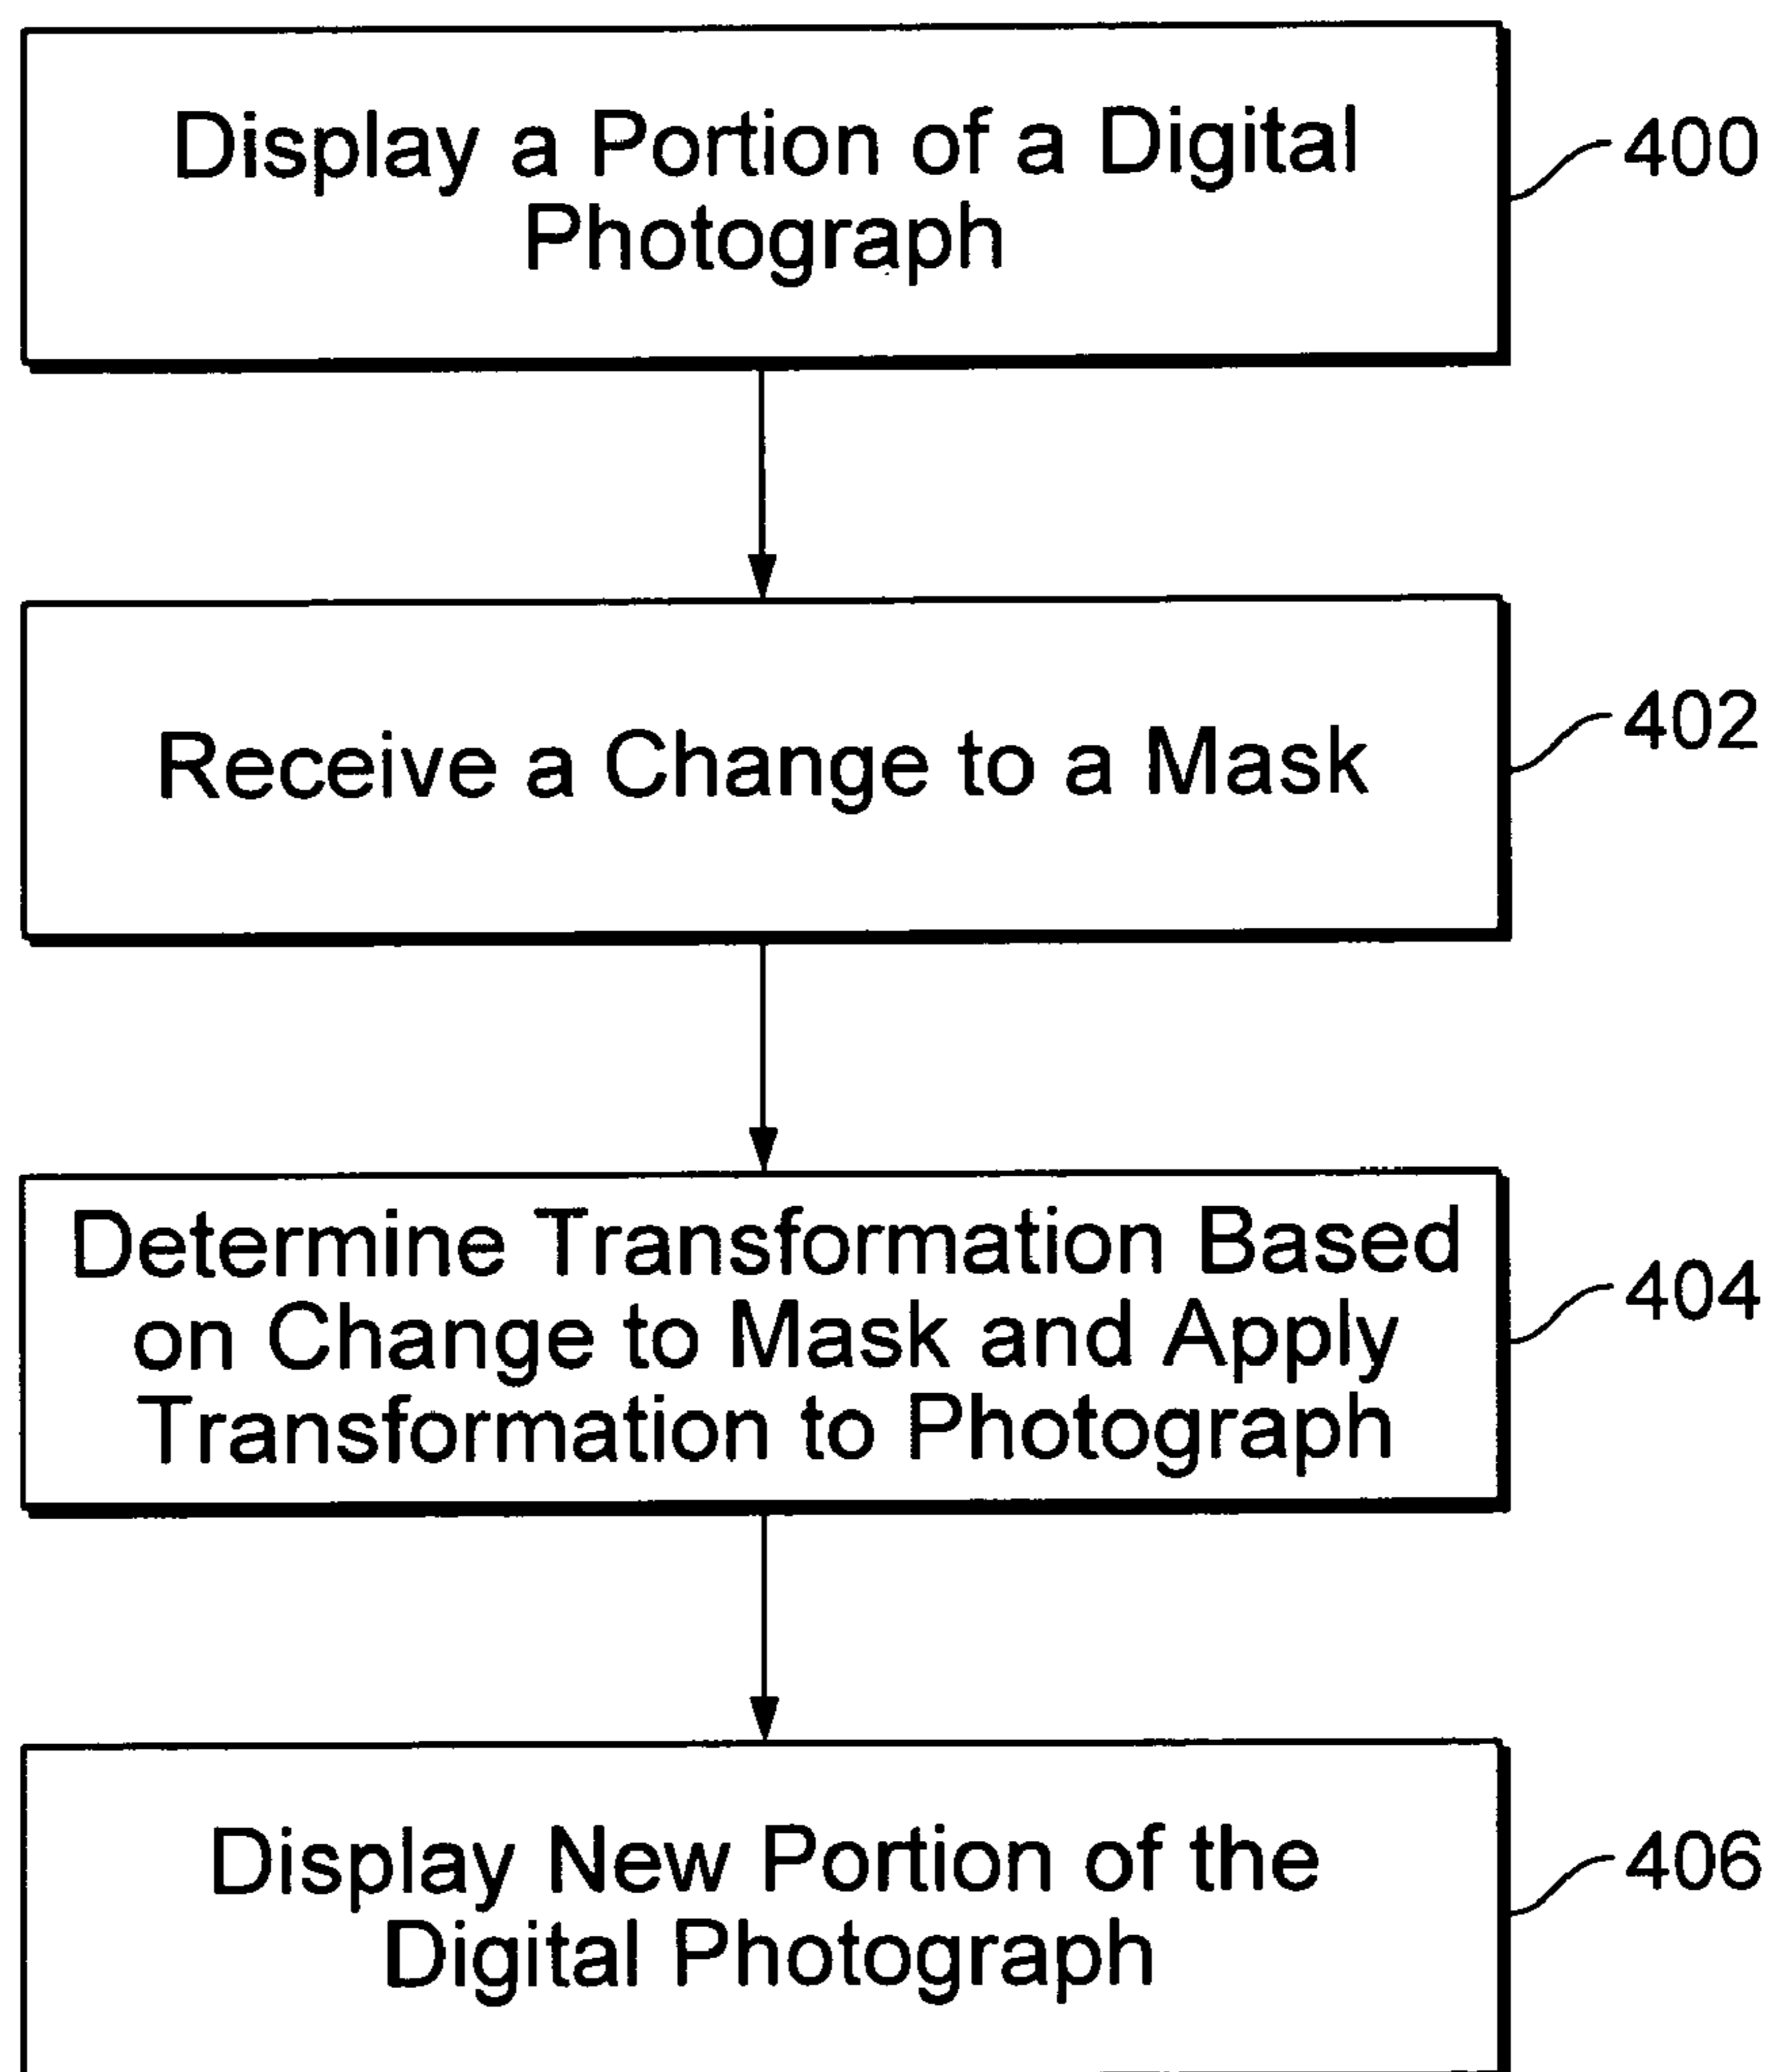 Display a Portion of a Digital
Photograph
400
Receive a Change to a Mask
402
Determine Transformation Based
on Change to Mask and Apply
Transformation to Photograph
404
Display New Portion of the
Digital Photograph
406